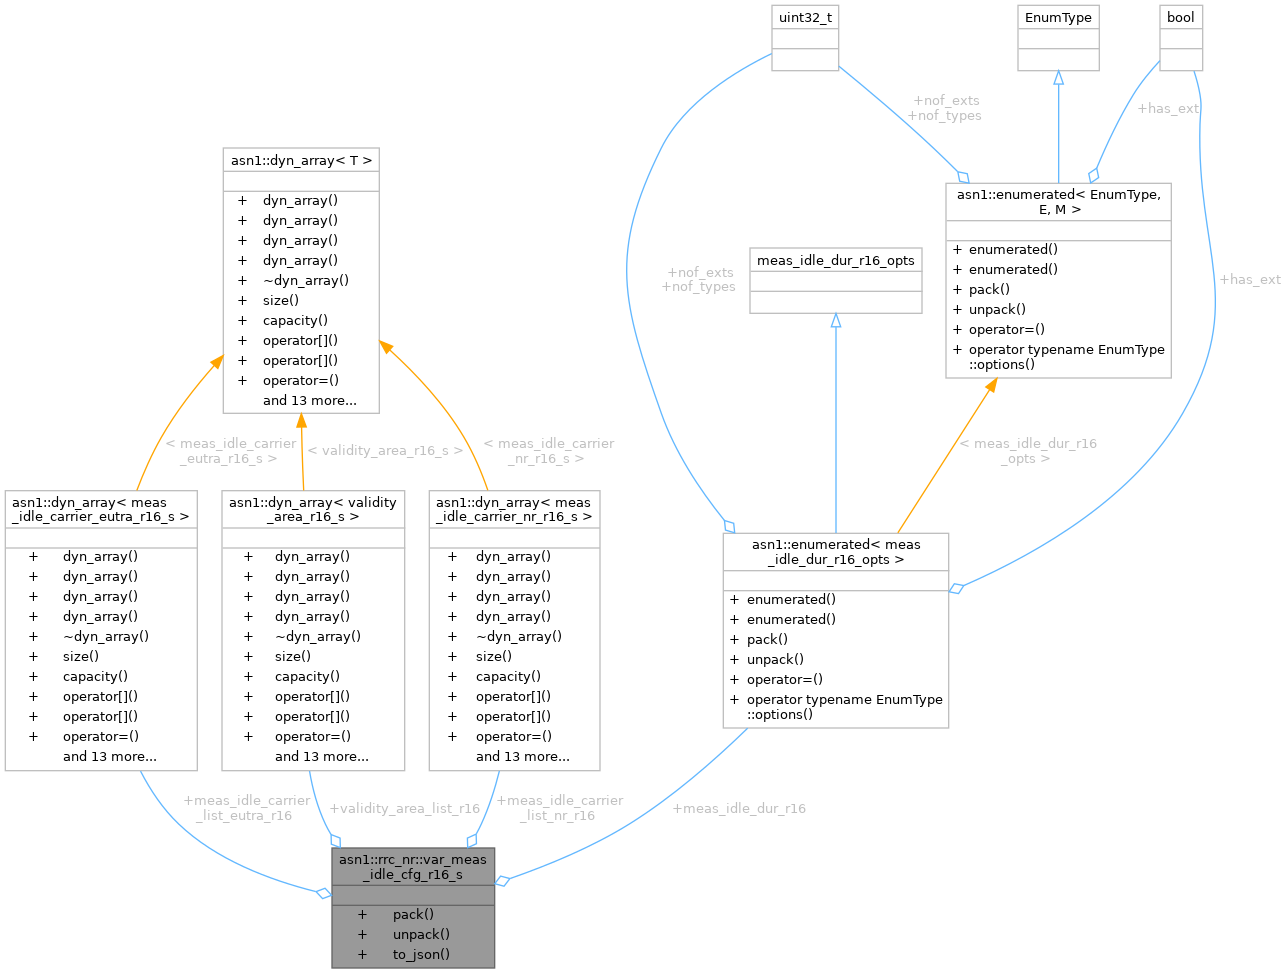 uint32_t
EnumType
bool
+nof_exts
+nof_types
+has_ext
asn1::dyn_array< T >
+ dyn_array()
+ dyn_array()
+ dyn_array()
+ dyn_array()
+ ~dyn_array()
+ size()
+ capacity()
+ operator[]()
+ operator[]()
+ operator=()
and 13 more...
asn1::enumerated< EnumType,
E, M >
+ enumerated()
+ enumerated()
+ pack()
+ unpack()
+ operator=()
+ operator typename EnumType
::options()
meas_idle_dur_r16_opts
+nof_exts
+nof_types
+has_ext
< meas_idle_carrier
_eutra_r16_s >
< validity_area_r16_s >
< meas_idle_carrier
_nr_r16_s >
< meas_idle_dur_r16
_opts >
asn1::dyn_array< meas
_idle_carrier_eutra_r16_s >
+ dyn_array()
+ dyn_array()
+ dyn_array()
+ dyn_array()
+ ~dyn_array()
+ size()
+ capacity()
+ operator[]()
+ operator[]()
+ operator=()
and 13 more...
asn1::dyn_array< validity
_area_r16_s >
+ dyn_array()
+ dyn_array()
+ dyn_array()
+ dyn_array()
+ ~dyn_array()
+ size()
+ capacity()
+ operator[]()
+ operator[]()
+ operator=()
and 13 more...
asn1::dyn_array< meas
_idle_carrier_nr_r16_s >
+ dyn_array()
+ dyn_array()
+ dyn_array()
+ dyn_array()
+ ~dyn_array()
+ size()
+ capacity()
+ operator[]()
+ operator[]()
+ operator=()
and 13 more...
asn1::enumerated< meas
_idle_dur_r16_opts >
+ enumerated()
+ enumerated()
+ pack()
+ unpack()
+ operator=()
+ operator typename EnumType
::options()
+meas_idle_carrier
_list_eutra_r16
+validity_area_list_r16
+meas_idle_carrier
_list_nr_r16
+meas_idle_dur_r16
asn1::rrc_nr::var_meas
_idle_cfg_r16_s
+ pack()
+ unpack()
+ to_json()